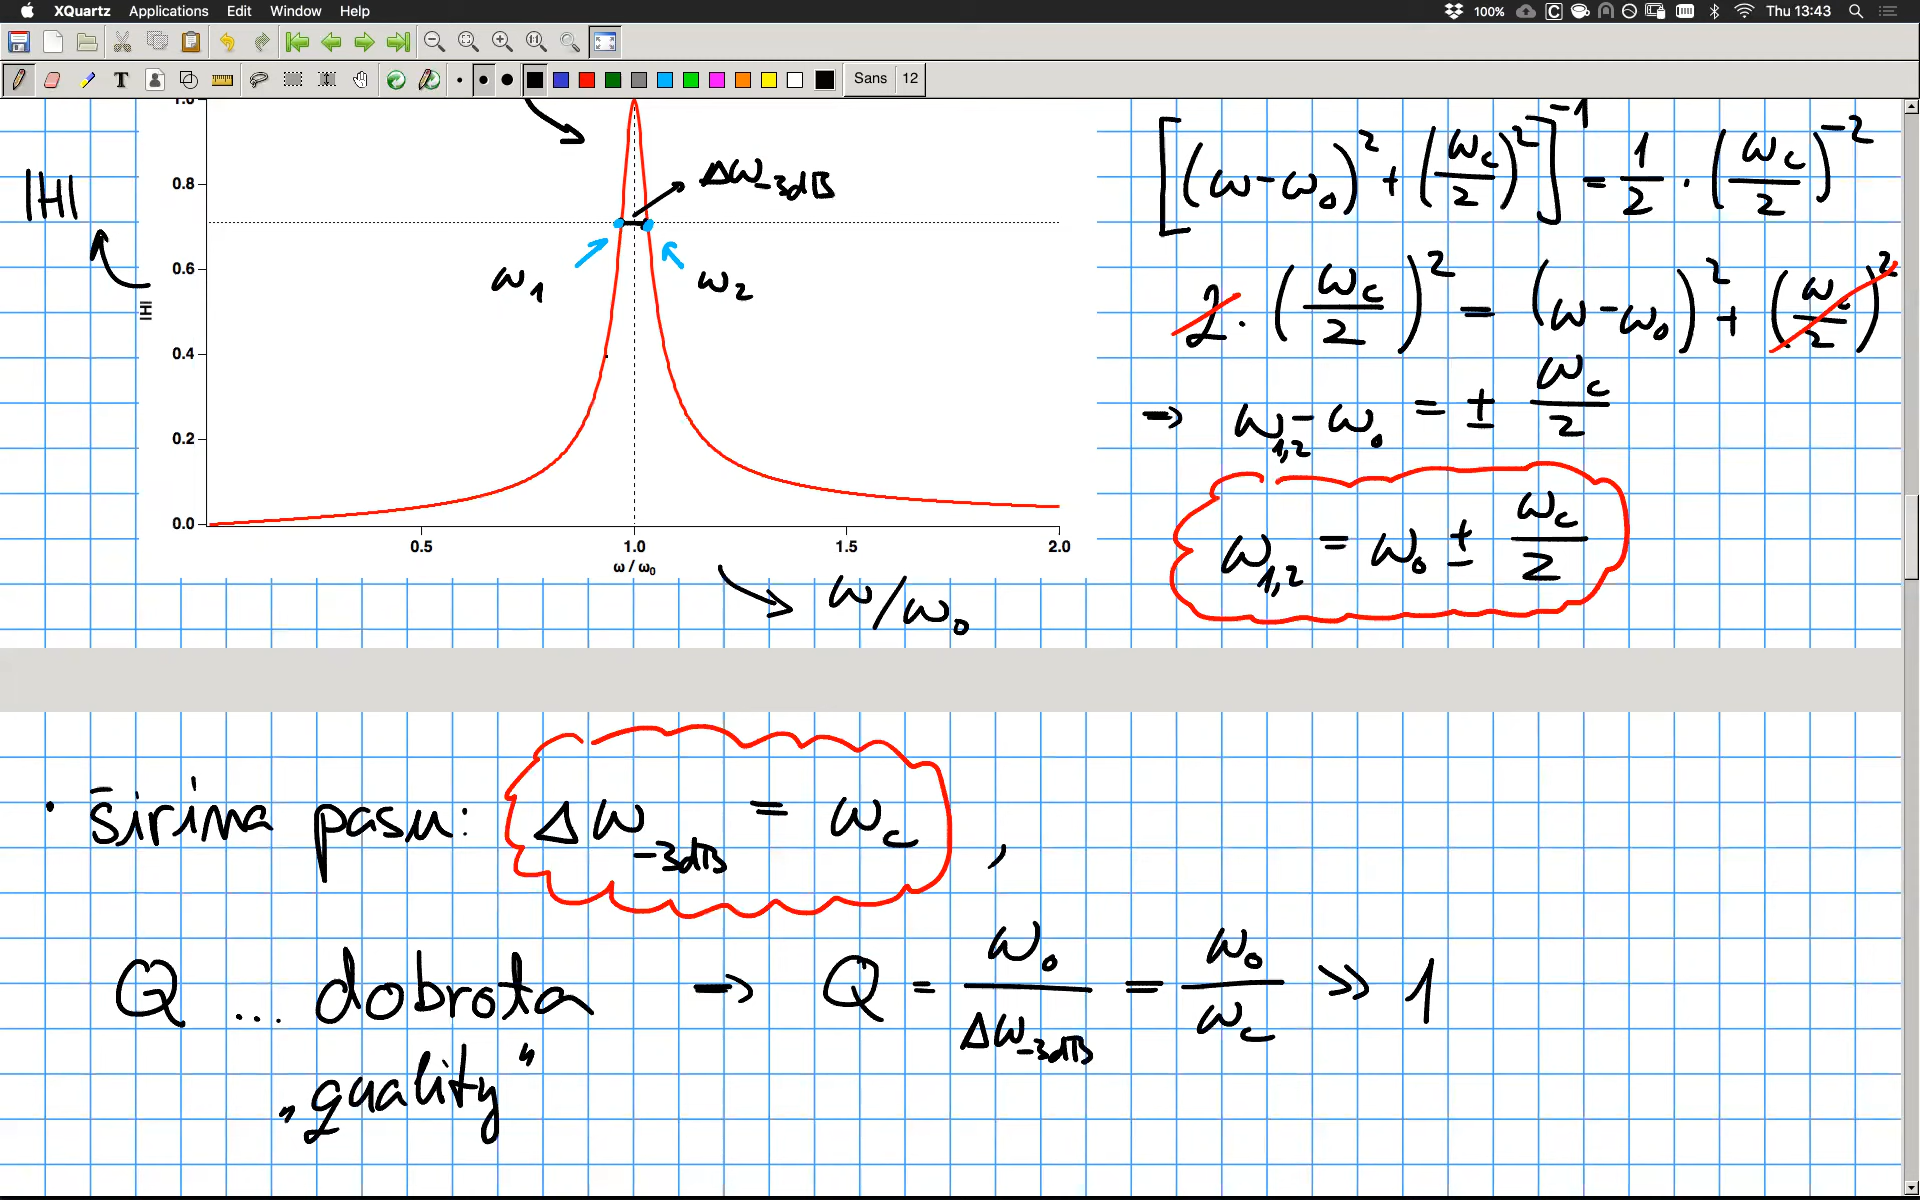 XQuartz Applications Edit Window Help 100% Thu 13:43
Sans 12
1.0
0.8
0.6
0.4
0.2
0.0
0.5 1.0 1.5 2.0
ω / ω₀
|H|
|H|
Δω₋₃dB
ω₁ ω₂
ω/ω₀
[(ω-ω₀)² + (ωc/2)²]⁻¹ = 1/2 · (ωc/2)⁻²
2 · (ωc/2)² = (ω-ω₀)² + (ωc/2)²
⇒ ω₁,₂ - ω₀ = ± ωc/2
ω₁,₂ = ω₀ ± ωc/2
· širina pasu: Δω₋₃dB = ωc ,
Q ... dobrota ⇒ Q = ω₀/Δω₋₃dB = ω₀/ωc ≫ 1
„quality"